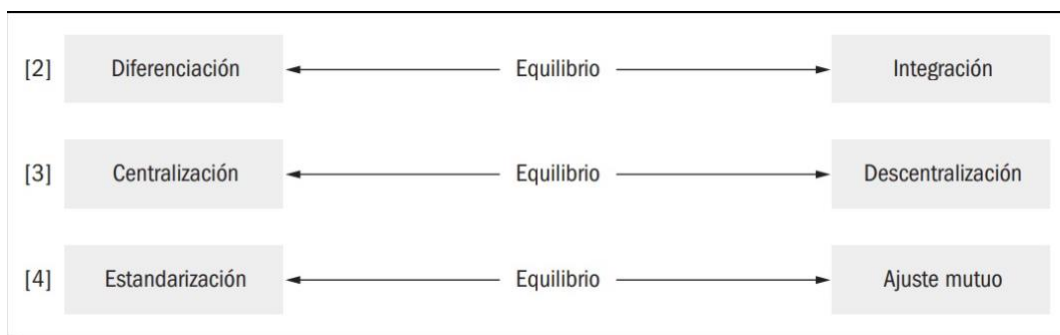 [2] Diferenciación Equilibrio Integración
[3] Centralización Equilibrio Descentralización
[4] Estandarización Equilibrio Ajuste mutuo